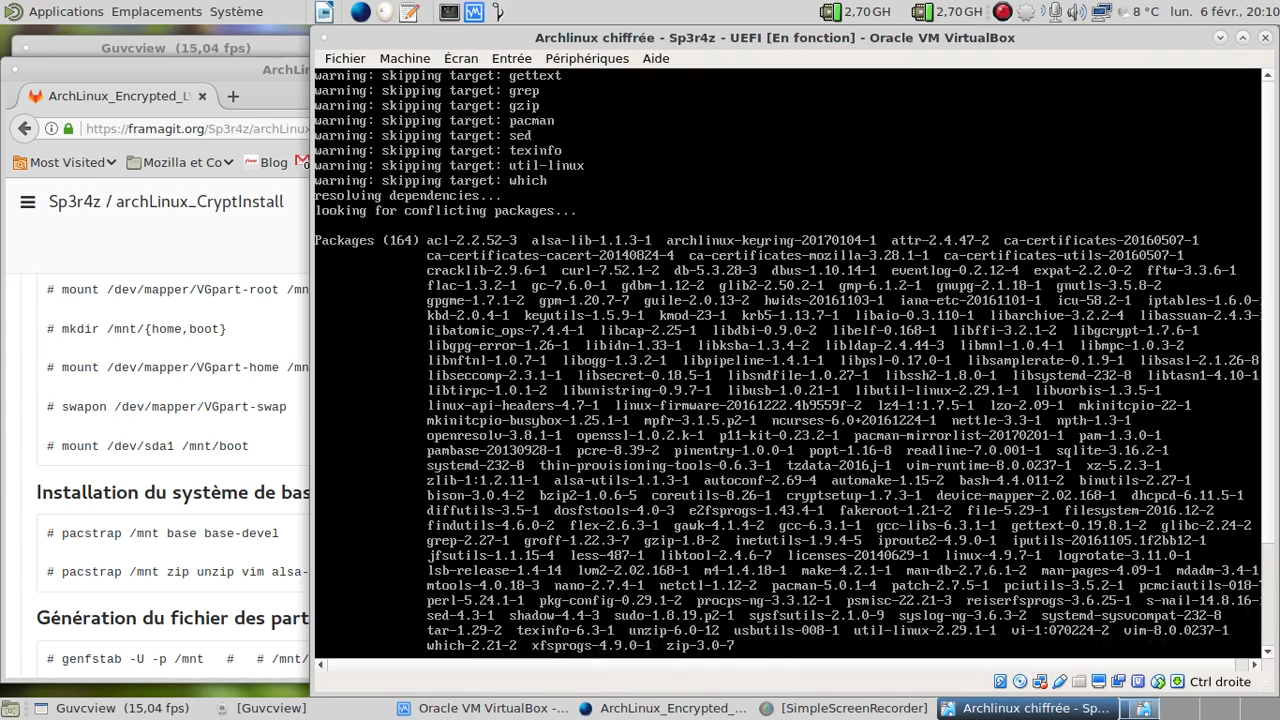 Applications Emplacements Système
2,70 GH 2,70 GH 8 °C lun. 6 févr., 20:10
Guvcview (15,04 fps)
ArchLin
Archlinux chiffrée - Sp3r4z - UEFI [En fonction] - Oracle VM VirtualBox
Fichier Machine Écran Entrée Périphériques Aide
ArchLinux_Encrypted_L
https://framagit.org/Sp3r4z/archLinux
Most Visited Mozilla et Co free Blog
Sp3r4z / archLinux_CryptInstall
# mount /dev/mapper/VGpart-root /mn
# mkdir /mnt/{home,boot}
# mount /dev/mapper/VGpart-home /mn
# swapon /dev/mapper/VGpart-swap
# mount /dev/sda1 /mnt/boot
Installation du système de bas
# pacstrap /mnt base base-devel
# pacstrap /mnt zip unzip vim alsa-
Génération du fichier des part
# genfstab -U -p /mnt # # /mnt/
warning: skipping target: gettext
warning: skipping target: grep
warning: skipping target: gzip
warning: skipping target: pacman
warning: skipping target: sed
warning: skipping target: texinfo
warning: skipping target: util-linux
warning: skipping target: which
resolving dependencies...
looking for conflicting packages...
Packages (164) acl-2.2.52-3 alsa-lib-1.1.3-1 archlinux-keyring-20170104-1 attr-2.4.47-2 ca-certificates-20160507-1
ca-certificates-cacert-20140824-4 ca-certificates-mozilla-3.28.1-1 ca-certificates-utils-20160507-1
cracklib-2.9.6-1 curl-7.52.1-2 db-5.3.28-3 dbus-1.10.14-1 eventlog-0.2.12-4 expat-2.2.0-2 fftw-3.3.6-1
flac-1.3.2-1 gc-7.6.0-1 gdbm-1.12-2 glib2-2.50.2-1 gmp-6.1.2-1 gnupg-2.1.18-1 gnutls-3.5.8-2
gpgme-1.7.1-2 gpm-1.20.7-7 guile-2.0.13-2 hwids-20161103-1 iana-etc-20161101-1 icu-58.2-1 iptables-1.6.0-
kbd-2.0.4-1 keyutils-1.5.9-1 kmod-23-1 krb5-1.13.7-1 libaio-0.3.110-1 libarchive-3.2.2-4 libassuan-2.4.3-
libatomic_ops-7.4.4-1 libcap-2.25-1 libdbi-0.9.0-2 libelf-0.168-1 libffi-3.2.1-2 libgcrypt-1.7.6-1
libgpg-error-1.26-1 libidn-1.33-1 libksba-1.3.4-2 libldap-2.4.44-3 libmnl-1.0.4-1 libmpc-1.0.3-2
libnftnl-1.0.7-1 libogg-1.3.2-1 libpipeline-1.4.1-1 libpsl-0.17.0-1 libsamplerate-0.1.9-1 libsasl-2.1.26-8
libseccomp-2.3.1-1 libsecret-0.18.5-1 libsndfile-1.0.27-1 libssh2-1.8.0-1 libsystemd-232-8 libtasn1-4.10-1
libtirpc-1.0.1-2 libunistring-0.9.7-1 libusb-1.0.21-1 libutil-linux-2.29.1-1 libvorbis-1.3.5-1
linux-api-headers-4.7-1 linux-firmware-20161222.4b9559f-2 lz4-1:1.7.5-1 lzo-2.09-1 mkinitcpio-22-1
mkinitcpio-busybox-1.25.1-1 mpfr-3.1.5.p2-1 ncurses-6.0+20161224-1 nettle-3.3-1 npth-1.3-1
openresolv-3.8.1-1 openssl-1.0.2.k-1 p11-kit-0.23.2-1 pacman-mirrorlist-20170201-1 pam-1.3.0-1
pambase-20130928-1 pcre-8.39-2 pinentry-1.0.0-1 popt-1.16-8 readline-7.0.001-1 sqlite-3.16.2-1
systemd-232-8 thin-provisioning-tools-0.6.3-1 tzdata-2016j-1 vim-runtime-8.0.0237-1 xz-5.2.3-1
zlib-1:1.2.11-1 alsa-utils-1.1.3-1 autoconf-2.69-4 automake-1.15-2 bash-4.4.011-2 binutils-2.27-1
bison-3.0.4-2 bzip2-1.0.6-5 coreutils-8.26-1 cryptsetup-1.7.3-1 device-mapper-2.02.168-1 dhcpcd-6.11.5-1
diffutils-3.5-1 dosfstools-4.0-3 e2fsprogs-1.43.4-1 fakeroot-1.21-2 file-5.29-1 filesystem-2016.12-2
findutils-4.6.0-2 flex-2.6.3-1 gawk-4.1.4-2 gcc-6.3.1-1 gcc-libs-6.3.1-1 gettext-0.19.8.1-2 glibc-2.24-2
grep-2.27-1 groff-1.22.3-7 gzip-1.8-2 inetutils-1.9.4-5 iproute2-4.9.0-1 iputils-20161105.1f2bb12-1
jfsutils-1.1.15-4 less-487-1 libtool-2.4.6-7 licenses-20140629-1 linux-4.9.7-1 logrotate-3.11.0-1
lsb-release-1.4-14 lvm2-2.02.168-1 m4-1.4.18-1 make-4.2.1-1 man-db-2.7.6.1-2 man-pages-4.09-1 mdadm-3.4-1
mtools-4.0.18-3 nano-2.7.4-1 netctl-1.12-2 pacman-5.0.1-4 patch-2.7.5-1 pciutils-3.5.2-1 pcmciautils-018-
perl-5.24.1-1 pkg-config-0.29.1-2 procps-ng-3.3.12-1 psmisc-22.21-3 reiserfsprogs-3.6.25-1 s-nail-14.8.16-
sed-4.3-1 shadow-4.4-3 sudo-1.8.19.p2-1 sysfsutils-2.1.0-9 syslog-ng-3.6.3-2 systemd-sysvcompat-232-8
tar-1.29-2 texinfo-6.3-1 unzip-6.0-12 usbutils-008-1 util-linux-2.29.1-1 vi-1:070224-2 vim-8.0.0237-1
which-2.21-2 xfsprogs-4.9.0-1 zip-3.0-7
Ctrl droite
Guvcview (15,04 fps) [Guvcview] Oracle VM VirtualBox -... ArchLinux_Encrypted_... [SimpleScreenRecorder] Archlinux chiffrée - Sp...